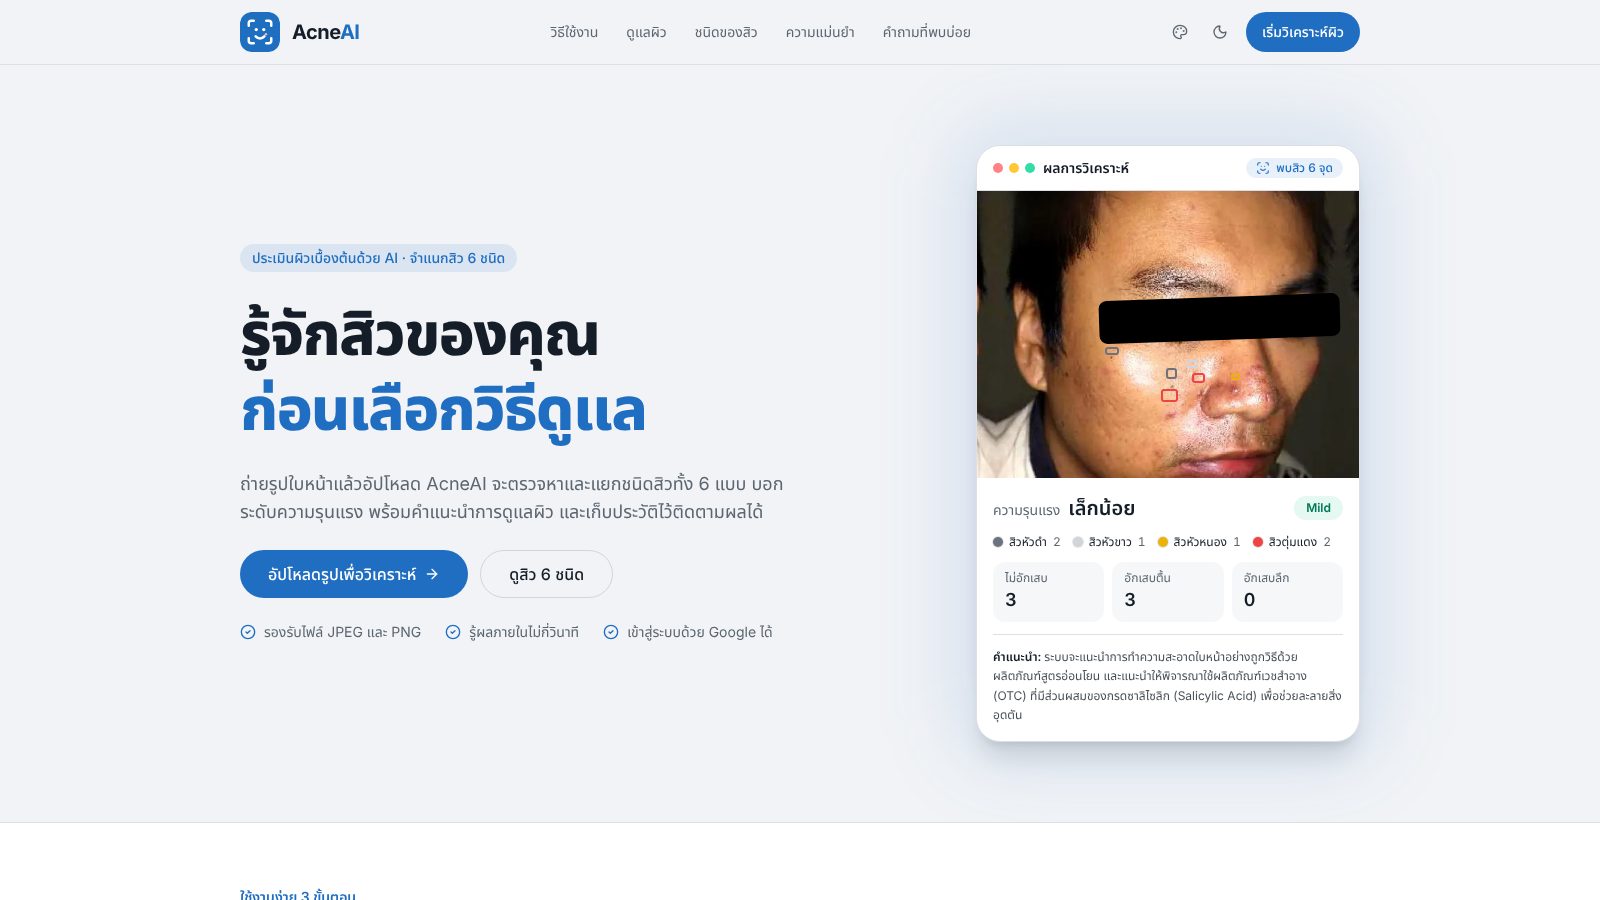 AcneAI
วิธีใช้งาน
ดูแลผิว
ชนิดของสิว
ความแม่นยำ
คำถามที่พบบ่อย
เริ่มวิเคราะห์ผิว
ประเมินผิวเบื้องต้นด้วย AI · จำแนกสิว 6 ชนิด
รู้จักสิวของคุณ
ก่อนเลือกวิธีดูแล
ถ่ายรูปใบหน้าแล้วอัปโหลด AcneAI จะตรวจหาและแยกชนิดสิวทั้ง 6 แบบ บอก
ระดับความรุนแรง พร้อมคำแนะนำการดูแลผิว และเก็บประวัติไว้ติดตามผลได้
อัปโหลดรูปเพื่อวิเคราะห์ →
ดูสิว 6 ชนิด
รองรับไฟล์ JPEG และ PNG
รู้ผลภายในไม่กี่วินาที
เข้าสู่ระบบด้วย Google ได้
ผลการวิเคราะห์
พบสิว 6 จุด
ความรุนแรง เล็กน้อย
Mild
สิวหัวดำ 2
สิวหัวขาว 1
สิวหัวหนอง 1
สิวตุ่มแดง 2
ไม่อักเสบ
3
อักเสบตื้น
3
อักเสบลึก
0
คำแนะนำ: ระบบจะแนะนำการทำความสะอาดใบหน้าอย่างถูกวิธีด้วย
ผลิตภัณฑ์สูตรอ่อนโยน และแนะนำให้พิจารณาใช้ผลิตภัณฑ์เวชสำอาง
(OTC) ที่มีส่วนผสมของกรดซาลิไซลิก (Salicylic Acid) เพื่อช่วยละลายสิ่ง
อุดตัน
ใช้งานง่าย 3 ขั้นตอน